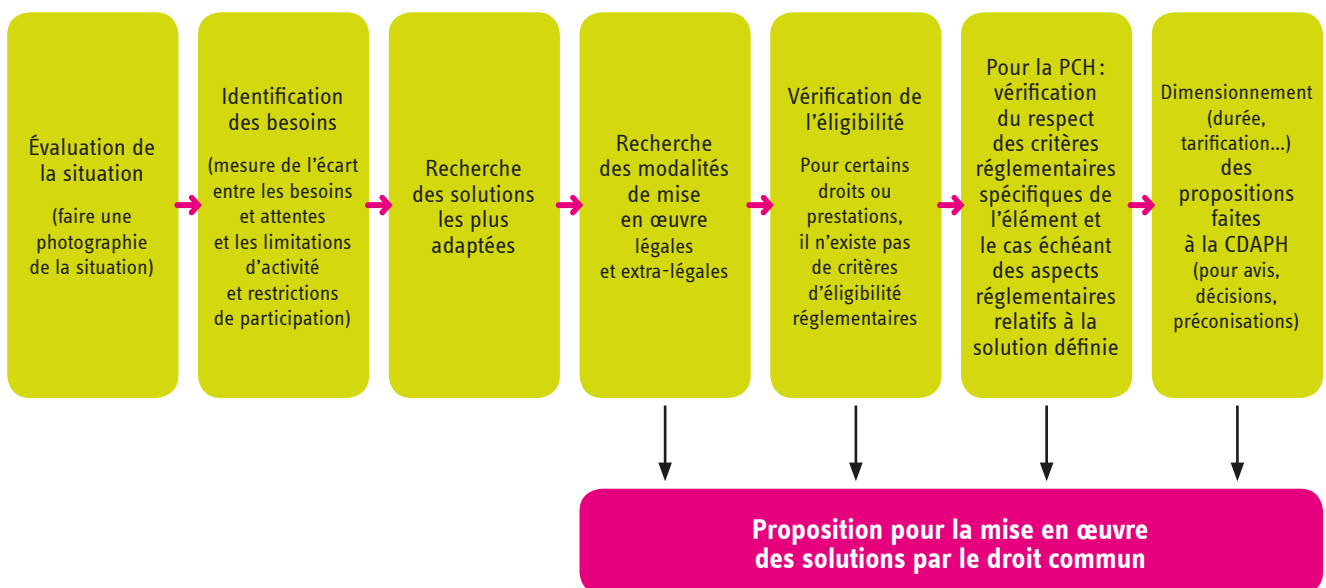 Évaluation de
la situation
(faire une
photographie
de la situation)
Identification
des besoins
(mesure de l'écart
entre les besoins
et attentes
et les limitations
d'activité
et restrictions
de participation)
Recherche
des solutions
les plus
adaptées
Recherche
des modalités
de mise
en œuvre
légales
et extra-légales
Vérification de
l'éligibilité
Pour certains
droits ou
prestations,
il n'existe pas
de critères
d'éligibilité
réglementaires
Pour la PCH :
vérification
du respect
des critères
réglementaires
spécifiques de
l'élément et
le cas échéant
des aspects
réglementaires
relatifs à la
solution définie
Dimensionnement
(durée,
tarification...)
des
propositions
faites
à la CDAPH
(pour avis,
décisions,
préconisations)
Proposition pour la mise en œuvre
des solutions par le droit commun